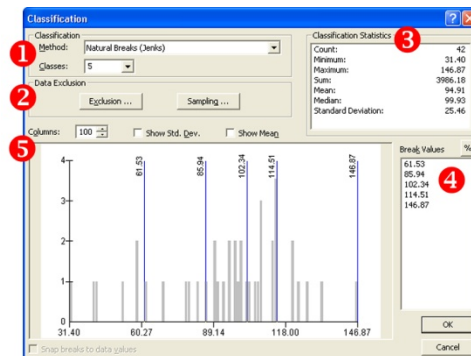 Classification
Classification
1
Method: Natural Breaks (Jenks)
Classes: 5
Data Exclusion
2
Exclusion ...
Sampling ...
Classification Statistics
3
Count: 42
Minimum: 31.40
Maximum: 146.87
Sum: 3986.18
Mean: 94.91
Median: 99.93
Standard Deviation: 25.46
Columns: 100
Show Std. Dev.
Show Mean
5
4
3
2
1
0
61.53
85.94
102.34
114.51
146.87
31.40 60.27 89.14 118.00 146.87
Snap breaks to data values
Break Values %
61.53
85.94
102.34
114.51
146.87
4
OK
Cancel